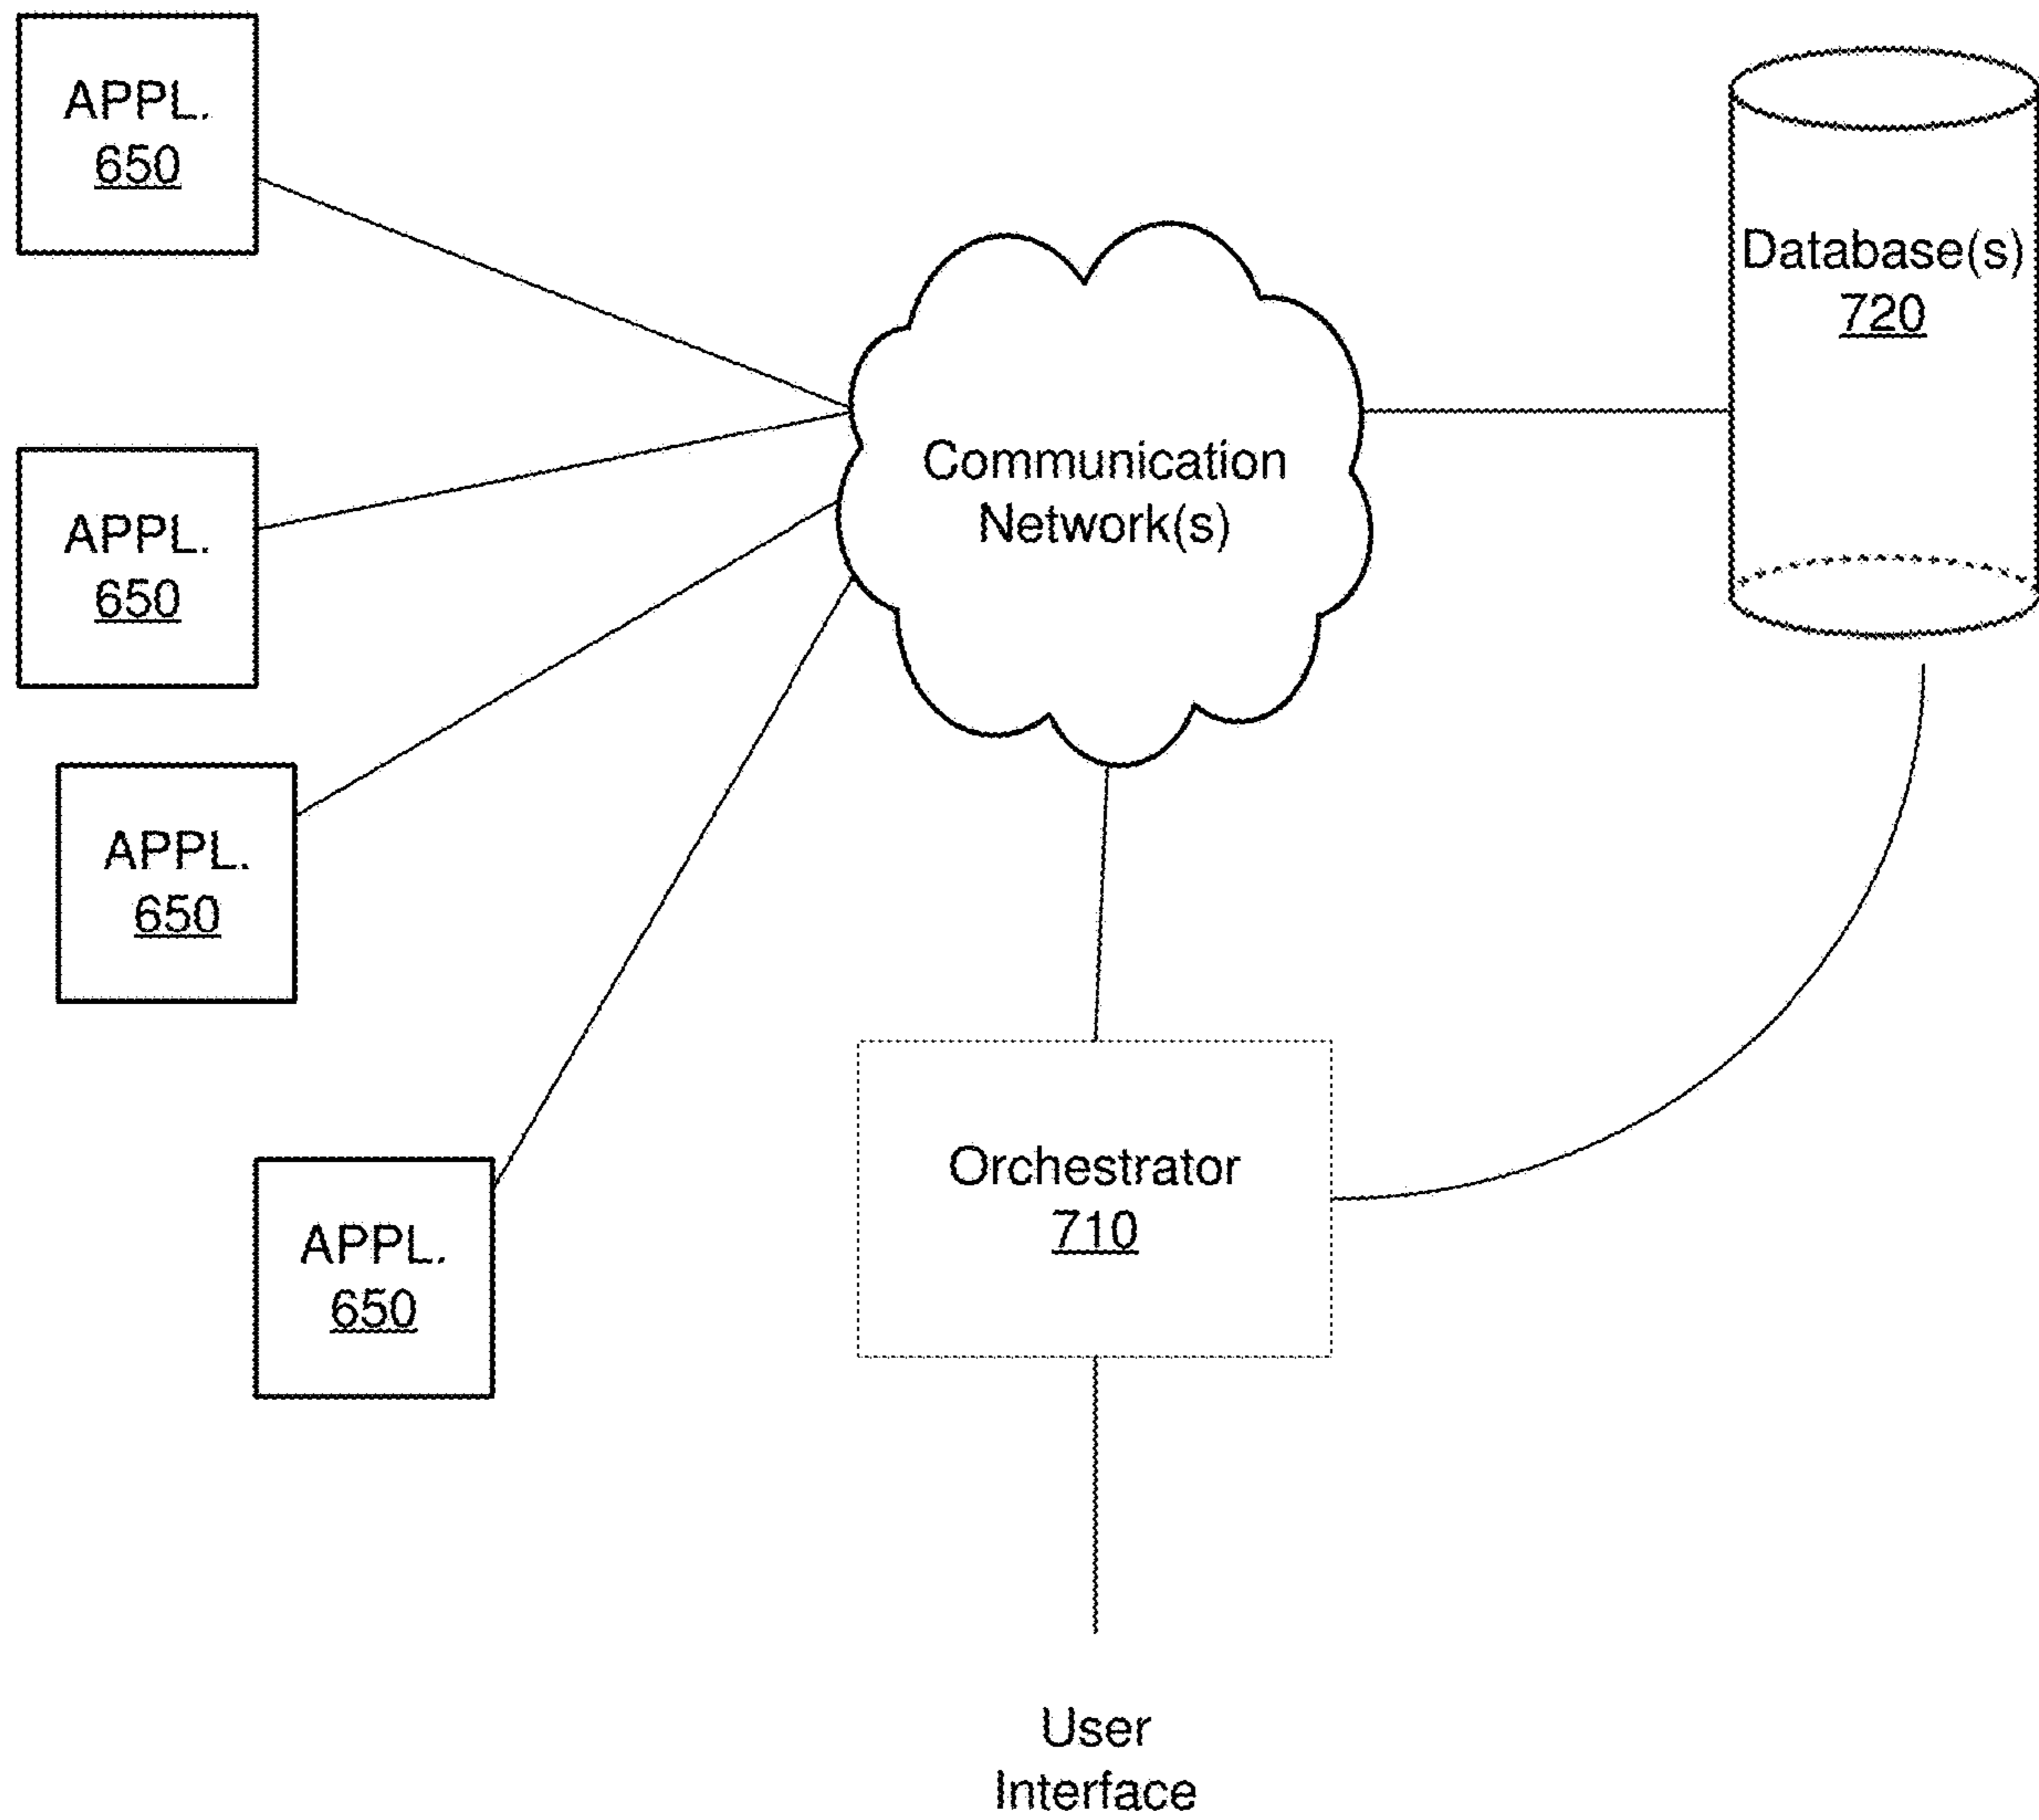 APPL.
650
APPL.
650
APPL.
650
APPL.
650
Communication
Network(s)
Database(s)
720
Orchestrator
710
User
Interface